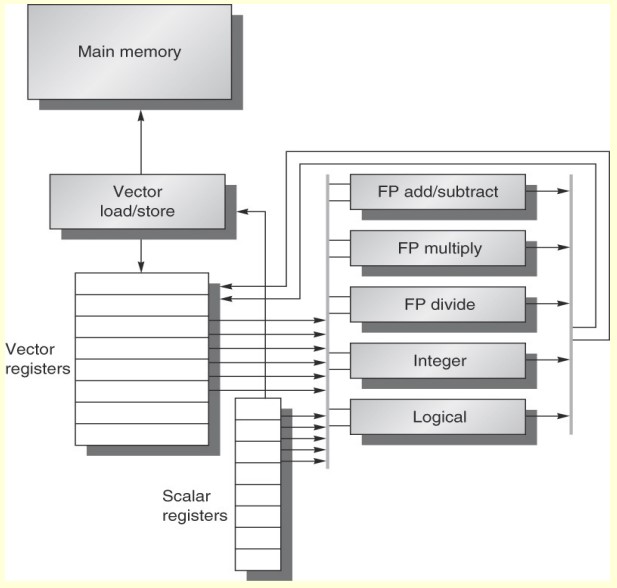 Main memory
Vector
load/store
FP add/subtract
FP multiply
FP divide
Integer
Logical
Vector
registers
Scalar
registers